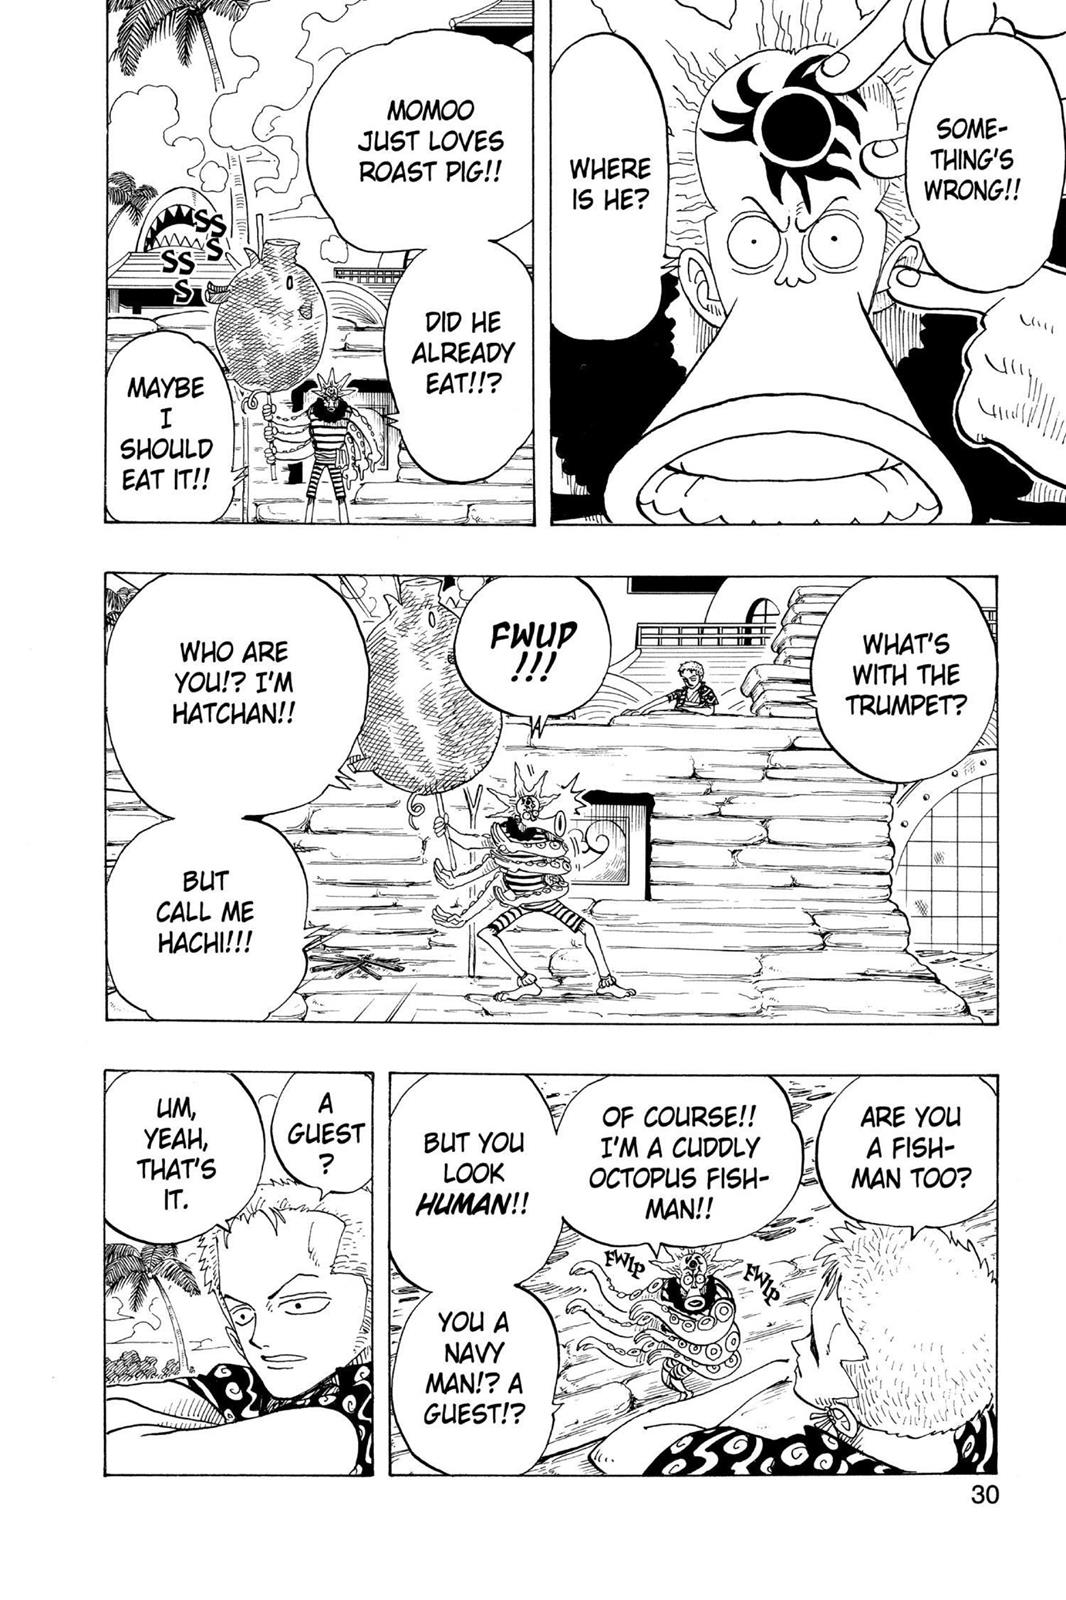 SOME-
THING'S
WRONG!!
WHERE
IS HE?
MOMOO
JUST LOVES
ROAST PIG!!
DID HE
ALREADY
EAT!!?
SSS
SSS
MAYBE
I
SHOULD
EAT IT!!
WHAT'S
WITH THE
TRUMPET?
FWUP
!!!
WHO ARE
YOU!? I'M
HATCHAN!!
BUT
CALL ME
HACHI!!!
ARE YOU
A FISH-
MAN TOO?
OF COURSE!!
I'M A CUDDLY
OCTOPUS FISH-
MAN!!
FWIP
FWIP
BUT YOU
LOOK
HUMAN!!
YOU A
NAVY
MAN!? A
GUEST!?
A
GUEST
?
UM,
YEAH,
THAT'S
IT.
30